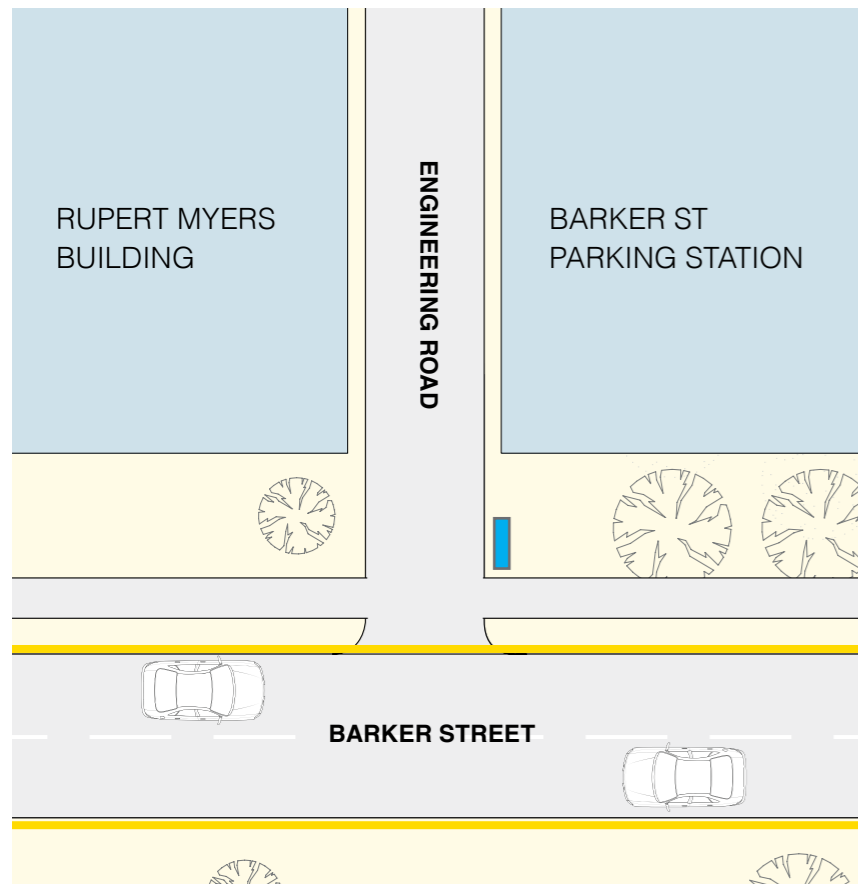 RUPERT MYERS
BUILDING
ENGINEERING ROAD
BARKER ST
PARKING STATION
BARKER STREET